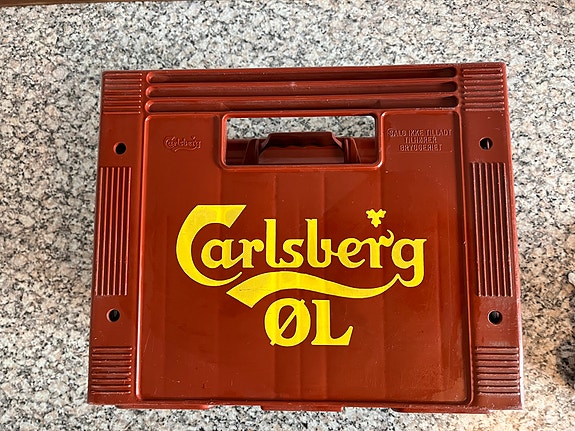 Carlsberg
SALG IKKE TILLADT
TILHØRER
BRYGGERIET
Carlsberg
ØL